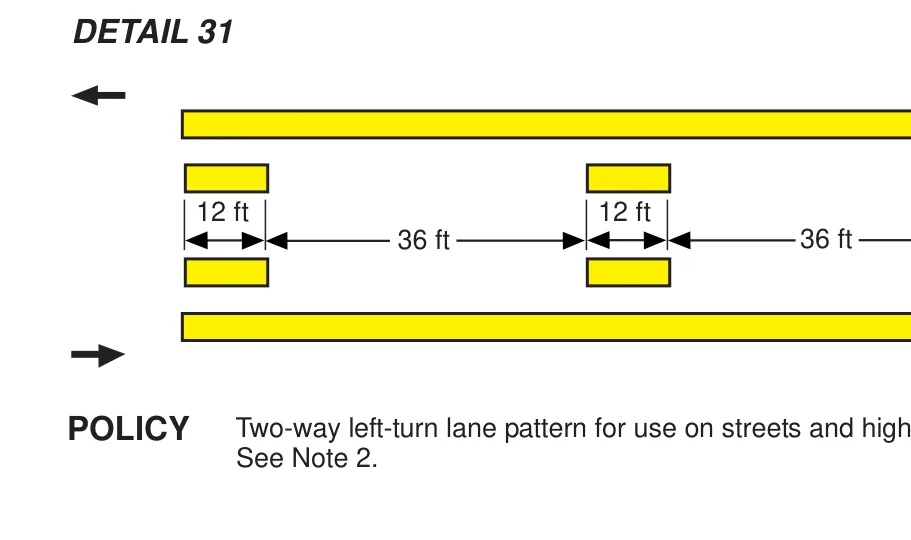 DETAIL 31
12 ft
12 ft
36 ft
36 ft
POLICY Two-way left-turn lane pattern for use on streets and high
See Note 2.